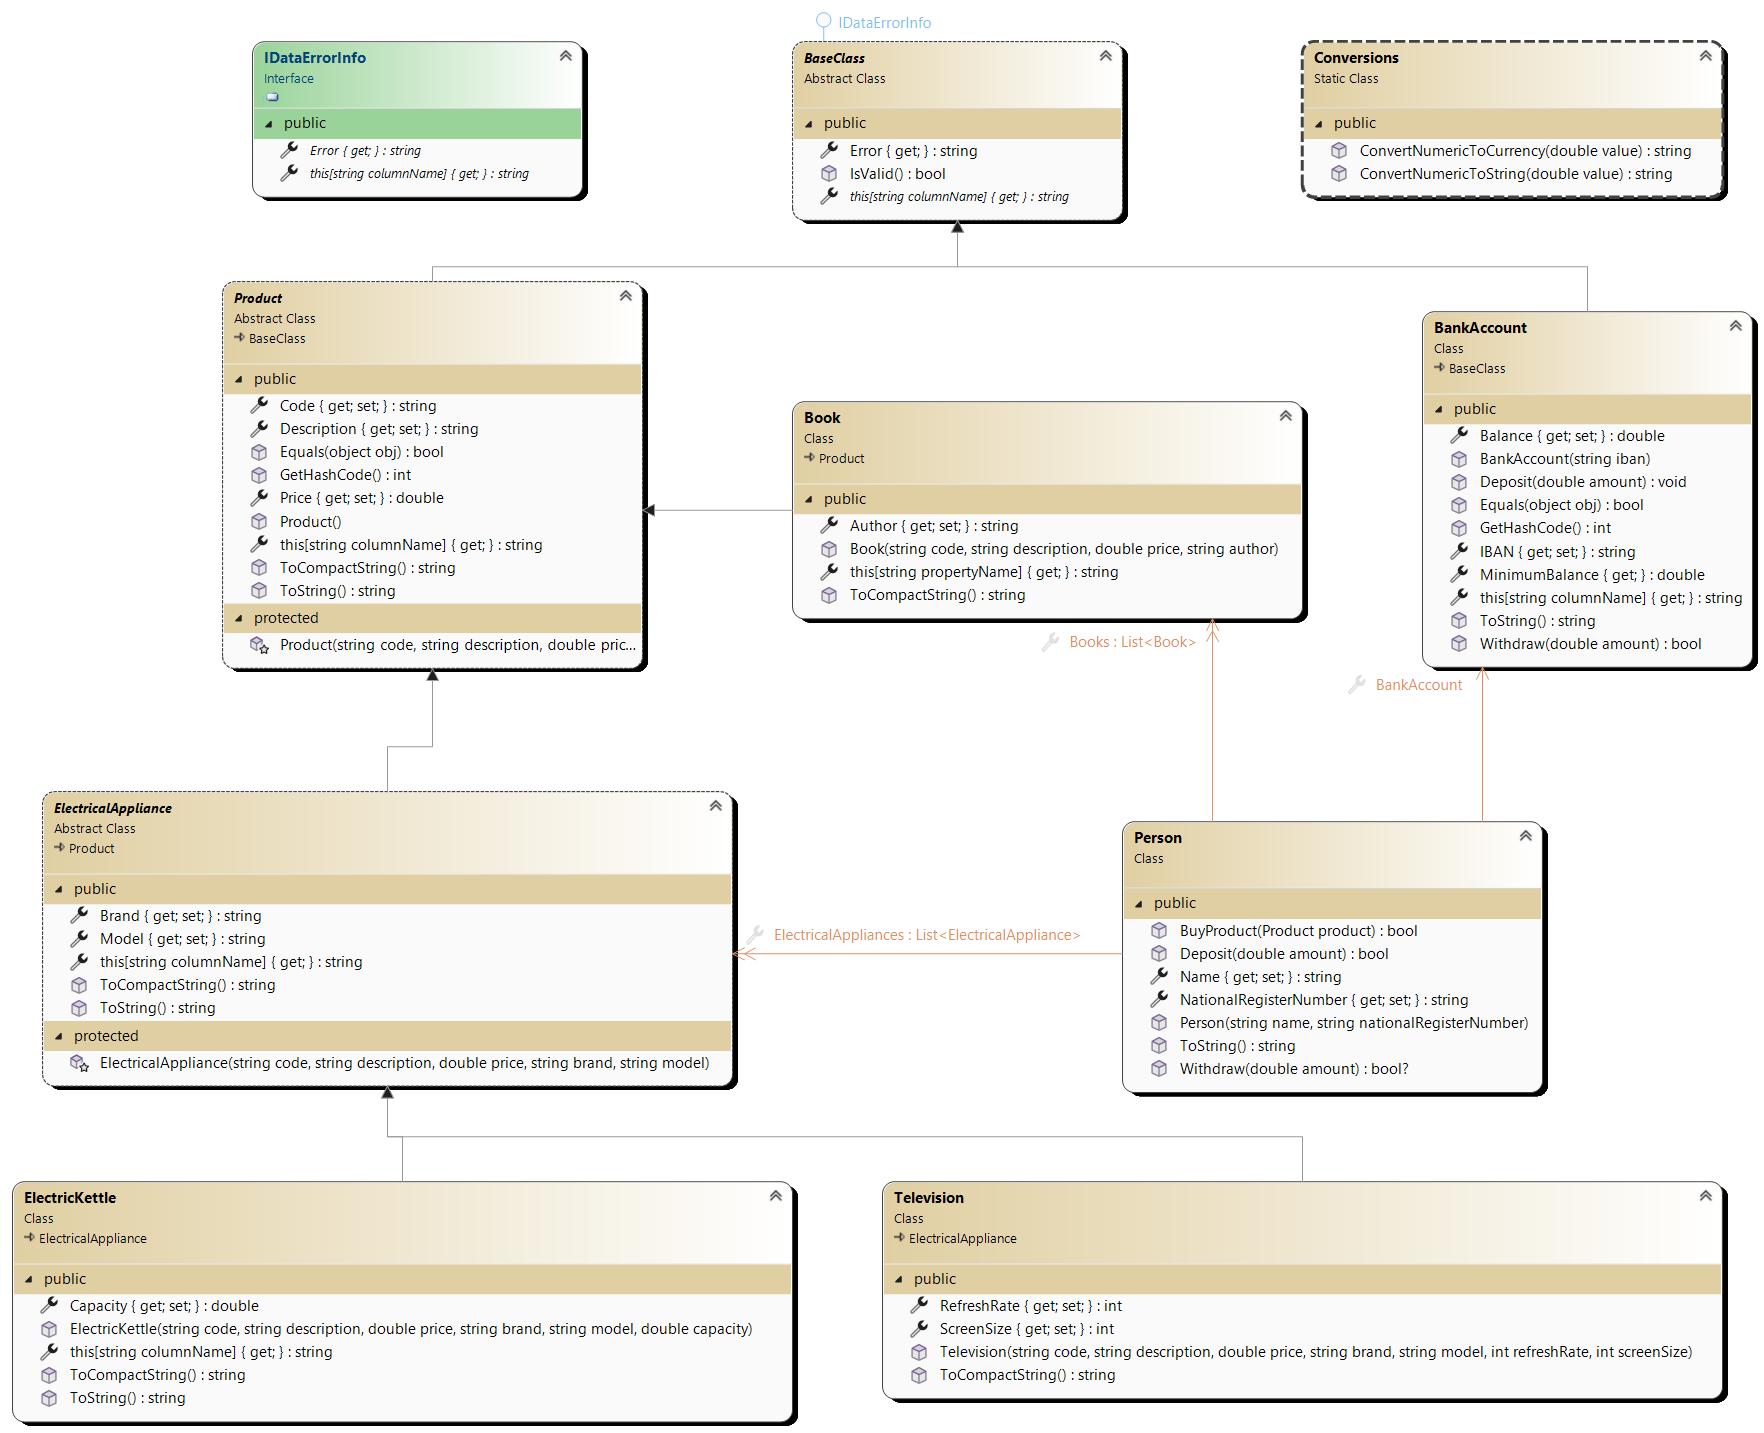 IDataErrorInfo
IDataErrorInfo
Interface
public
Error { get; } : string
this[string columnName] { get; } : string
BaseClass
Abstract Class
public
Error { get; } : string
IsValid() : bool
this[string columnName] { get; } : string
Conversions
Static Class
public
ConvertNumericToCurrency(double value) : string
ConvertNumericToString(double value) : string
Product
Abstract Class
BaseClass
public
Code { get; set; } : string
Description { get; set; } : string
Equals(object obj) : bool
GetHashCode() : int
Price { get; set; } : double
Product()
this[string columnName] { get; } : string
ToCompactString() : string
ToString() : string
protected
Product(string code, string description, double pric...
Book
Class
Product
public
Author { get; set; } : string
Book(string code, string description, double price, string author)
this[string propertyName] { get; } : string
ToCompactString() : string
BankAccount
Class
BaseClass
public
Balance { get; set; } : double
BankAccount(string iban)
Deposit(double amount) : void
Equals(object obj) : bool
GetHashCode() : int
IBAN { get; set; } : string
MinimumBalance { get; } : double
this[string columnName] { get; } : string
ToString() : string
Withdraw(double amount) : bool
Books : List<Book>
BankAccount
ElectricalAppliance
Abstract Class
Product
public
Brand { get; set; } : string
Model { get; set; } : string
this[string columnName] { get; } : string
ToCompactString() : string
ToString() : string
protected
ElectricalAppliance(string code, string description, double price, string brand, string model)
ElectricalAppliances : List<ElectricalAppliance>
Person
Class
public
BuyProduct(Product product) : bool
Deposit(double amount) : bool
Name { get; set; } : string
NationalRegisterNumber { get; set; } : string
Person(string name, string nationalRegisterNumber)
ToString() : string
Withdraw(double amount) : bool?
ElectricKettle
Class
ElectricalAppliance
public
Capacity { get; set; } : double
ElectricKettle(string code, string description, double price, string brand, string model, double capacity)
this[string columnName] { get; } : string
ToCompactString() : string
ToString() : string
Television
Class
ElectricalAppliance
public
RefreshRate { get; set; } : int
ScreenSize { get; set; } : int
Television(string code, string description, double price, string brand, string model, int refreshRate, int screenSize)
ToCompactString() : string